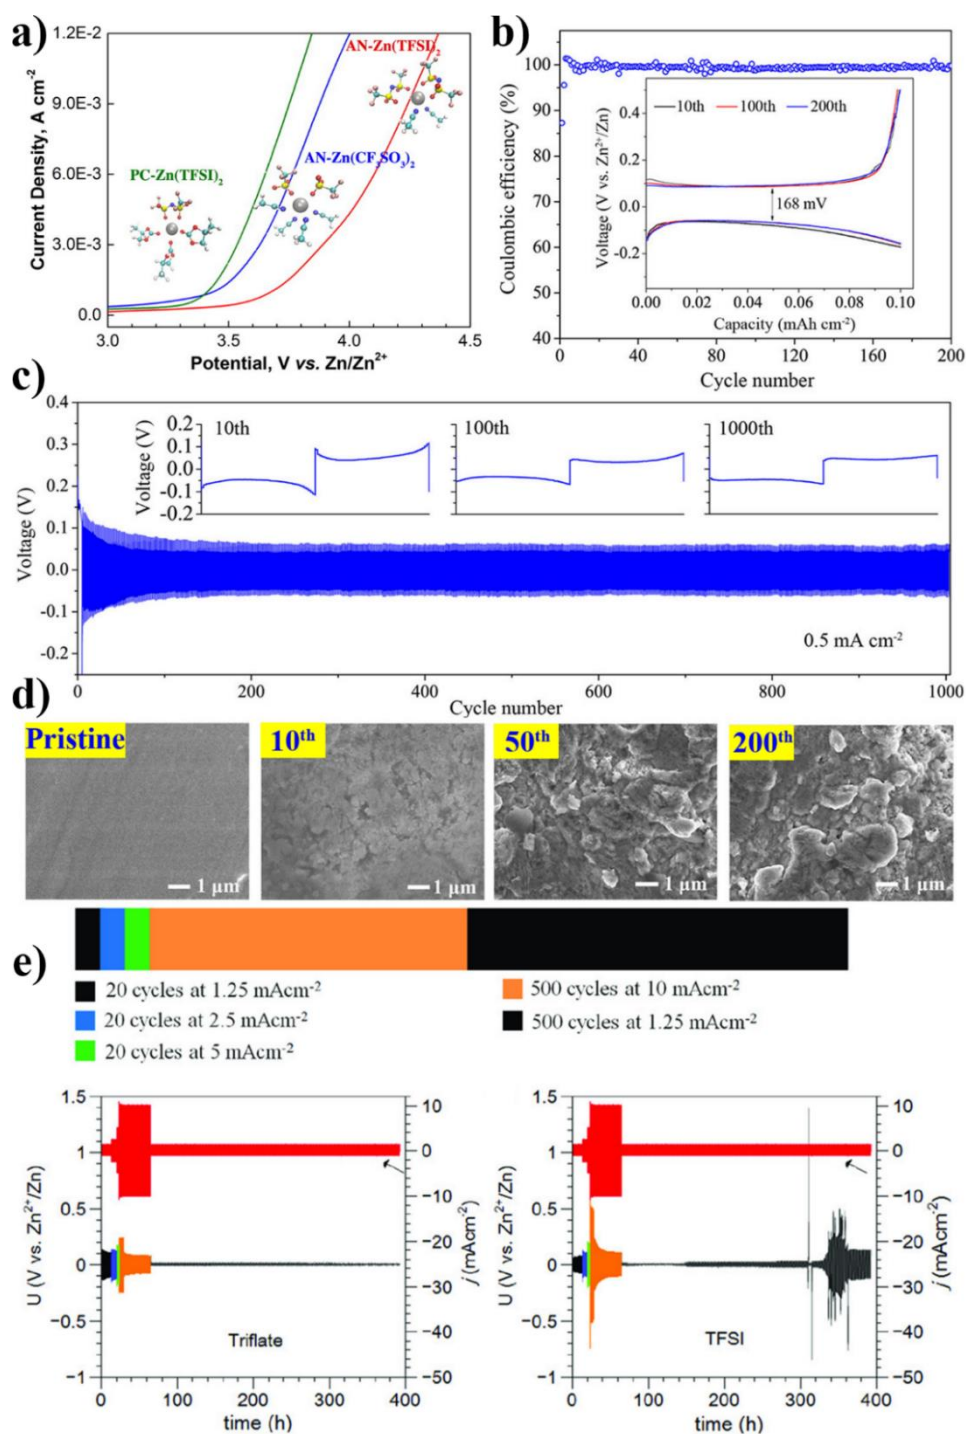 a)
1.2E-2
9.0E-3
6.0E-3
3.0E-3
0.0
Current Density, A cm-2
AN-Zn(TFSI)2
AN-Zn(CF3SO3)2
PC-Zn(TFSI)2
3.0 3.5 4.0 4.5
Potential, V vs. Zn/Zn2+
b)
Coulombic efficiency (%)
100
90
80
70
60
50
40
10th 100th 200th
Voltage (V vs. Zn2+/Zn)
0.4
0.2
0.0
-0.2
168 mV
0.00 0.02 0.04 0.06 0.08 0.10
Capacity (mAh cm-2)
0 40 80 120 160 200
Cycle number
c)
Voltage (V)
0.4
0.3
0.2
0.1
0.0
-0.1
-0.2
Voltage (V)
0.2
0.1
0.0
-0.1
-0.2
10th
100th
1000th
0.5 mA cm-2
0 200 400 600 800 1000
Cycle number
d)
Pristine
10th
50th
200th
1 µm
1 µm
1 µm
1 µm
e)
20 cycles at 1.25 mAcm-2
20 cycles at 2.5 mAcm-2
20 cycles at 5 mAcm-2
500 cycles at 10 mAcm-2
500 cycles at 1.25 mAcm-2
U (V vs. Zn2+/Zn)
1.5
1
0.5
0
−0.5
−1
10
0
−10
−20
−30
−40
−50
j (mAcm-2)
Triflate
0 100 200 300 400
time (h)
U (V vs. Zn2+/Zn)
1.5
1
0.5
0
−0.5
−1
10
0
−10
−20
−30
−40
−50
j (mAcm-2)
TFSI
0 100 200 300 400
time (h)